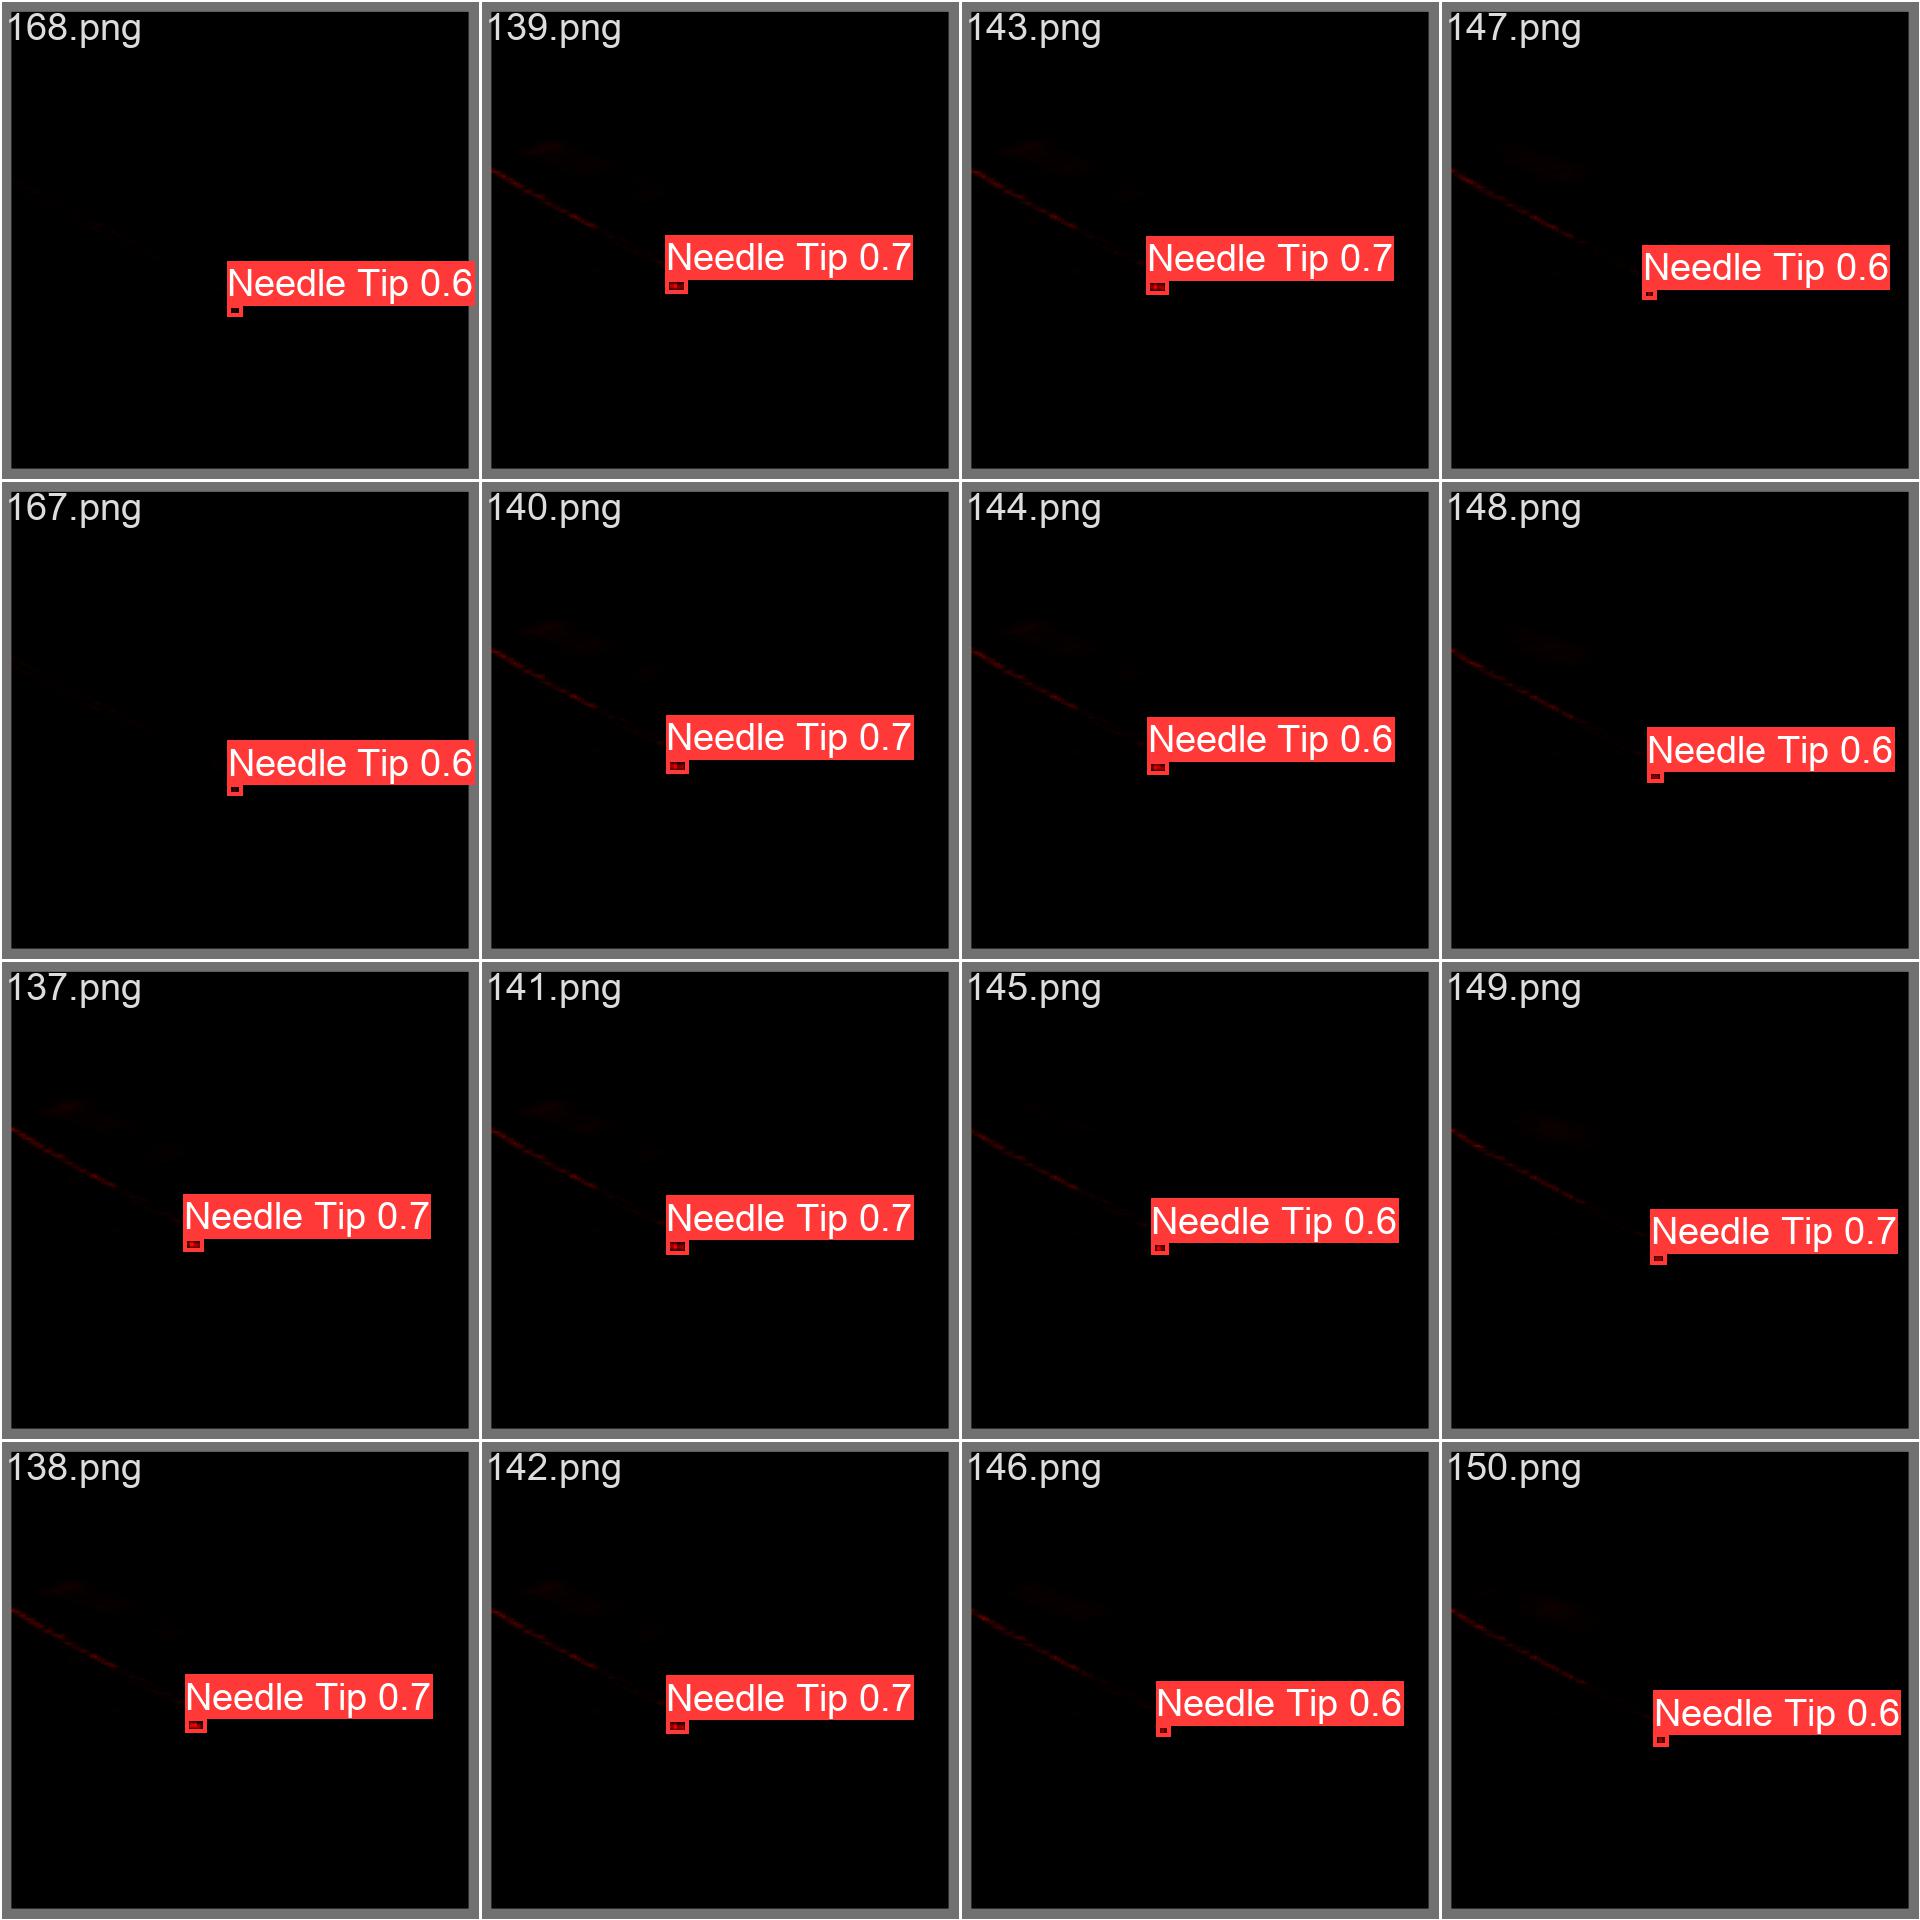 168.png
139.png
143.png
147.png
Needle Tip 0.6
Needle Tip 0.7
Needle Tip 0.7
Needle Tip 0.6
167.png
140.png
144.png
148.png
Needle Tip 0.6
Needle Tip 0.7
Needle Tip 0.6
Needle Tip 0.6
137.png
141.png
145.png
149.png
Needle Tip 0.7
Needle Tip 0.7
Needle Tip 0.6
Needle Tip 0.7
138.png
142.png
146.png
150.png
Needle Tip 0.7
Needle Tip 0.7
Needle Tip 0.6
Needle Tip 0.6